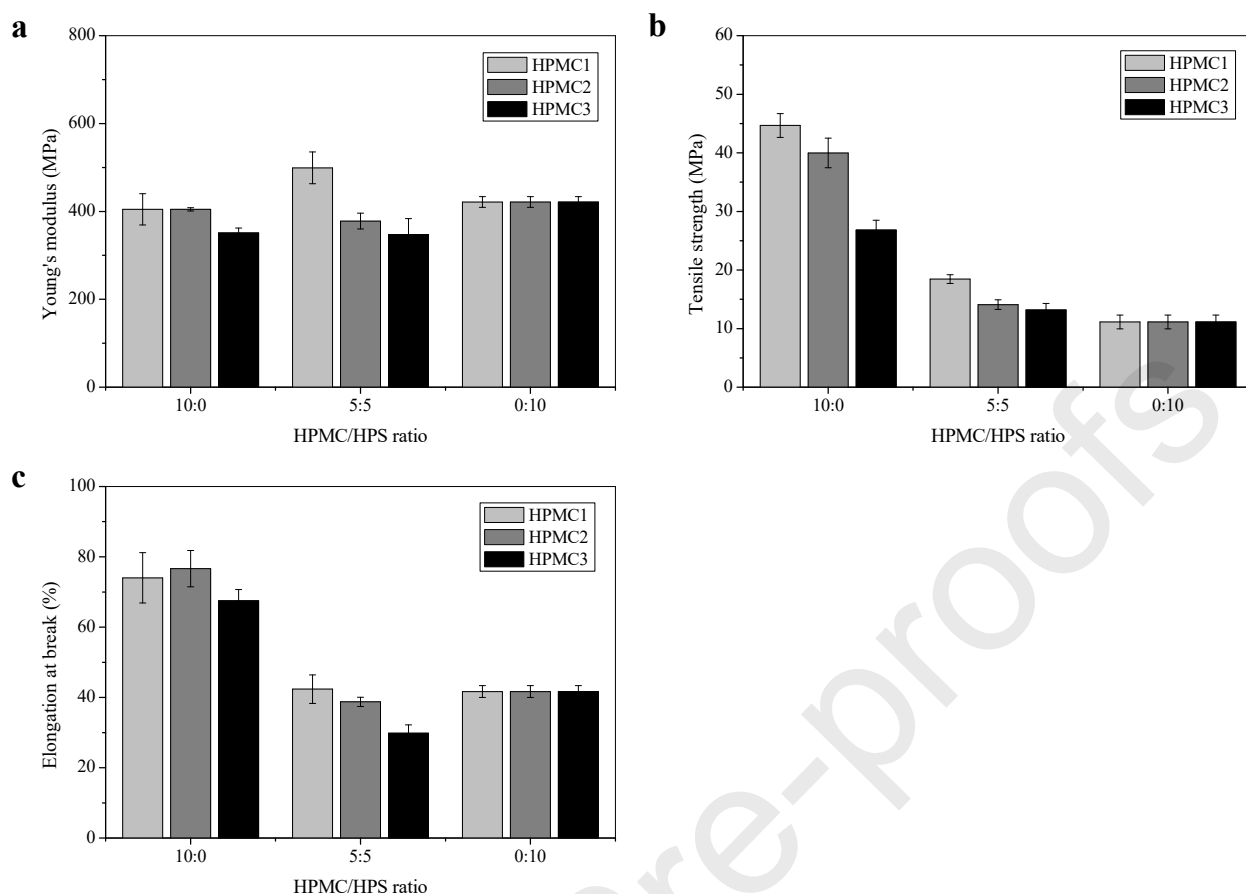 a
800
600
400
200
0
Young's modulus (MPa)
HPMC1
HPMC2
HPMC3
10:0 5:5 0:10
HPMC/HPS ratio
b
60
50
40
30
20
10
0
Tensile strength (MPa)
HPMC1
HPMC2
HPMC3
10:0 5:5 0:10
HPMC/HPS ratio
c
100
80
60
40
20
0
Elongation at break (%)
HPMC1
HPMC2
HPMC3
10:0 5:5 0:10
HPMC/HPS ratio
re-proofs